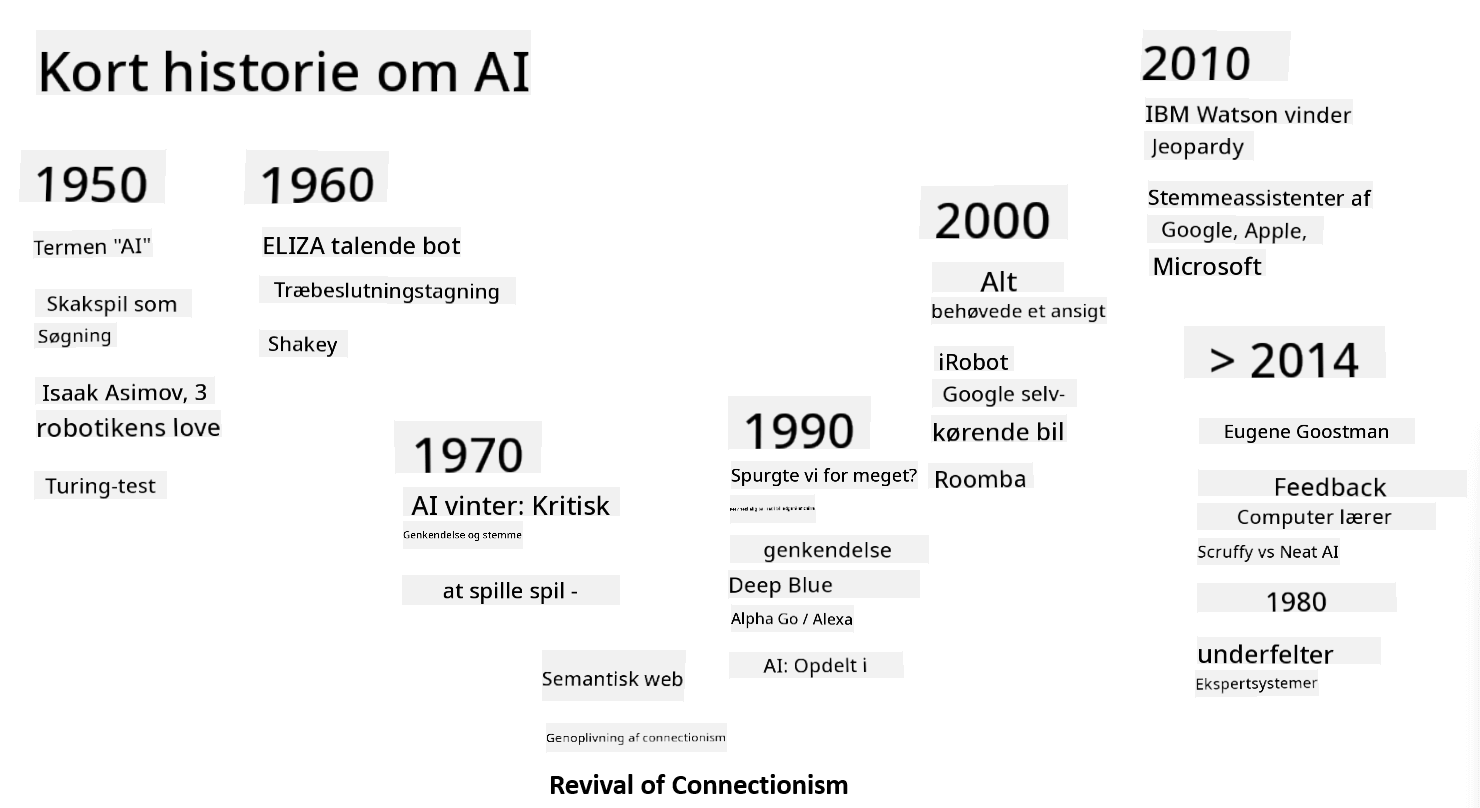 Kort historie om AI
1950
Termen "AI"
Skakspil som
Søgning
Isaak Asimov, 3
robotikens love
Turing-test
1960
ELIZA talende bot
Træbeslutningstagning
Shakey
1970
AI vinter: Kritisk
Genkendelse og stemme
at spille spil -
Semantisk web
Genoplivning af connectionism
Revival of Connectionism
1990
Spurgte vi for meget?
genkendelse
Deep Blue
Alpha Go / Alexa
AI: Opdelt i
2000
Alt
behøvede et ansigt
iRobot
Google selv-
kørende bil
Roomba
2010
IBM Watson vinder
Jeopardy
Stemmeassistenter af
Google, Apple,
Microsoft
> 2014
Eugene Goostman
Feedback
Computer lærer
Scruffy vs Neat AI
1980
underfelter
Ekspertsystemer